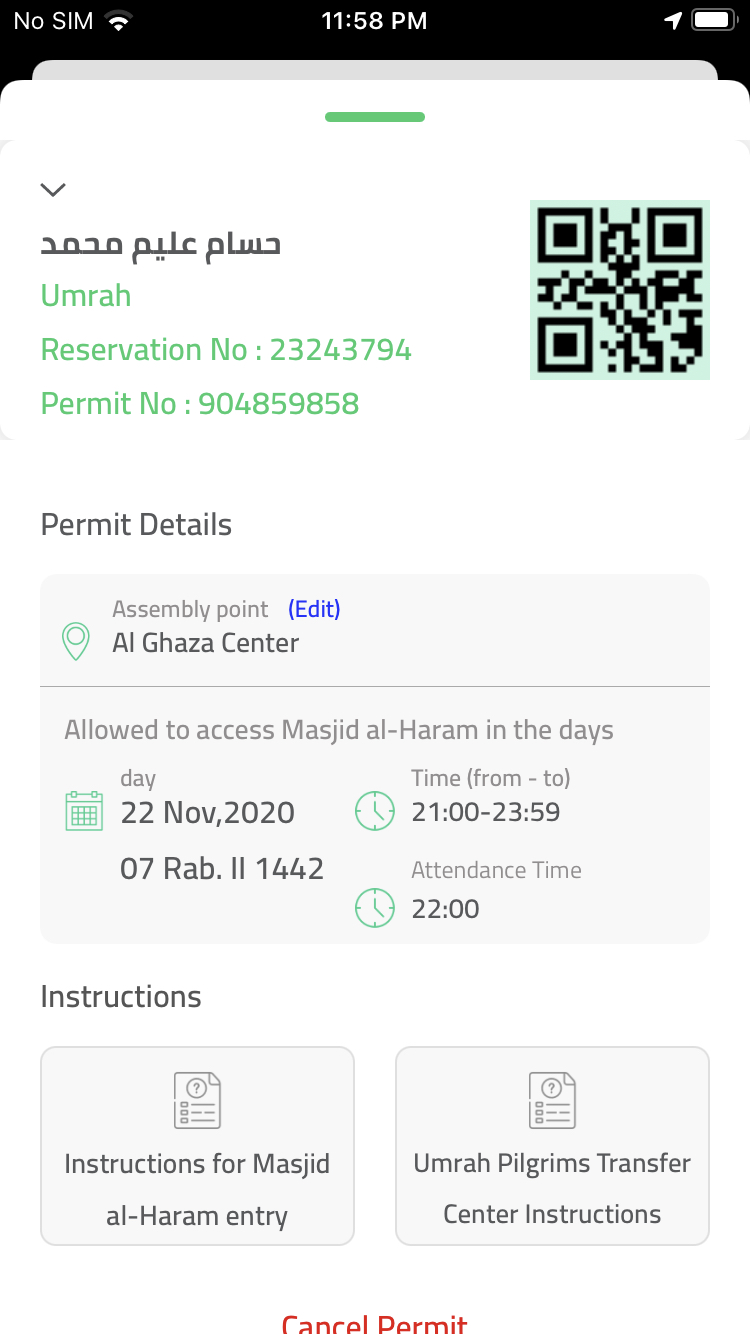 No SIM
11:58 PM
حسام عليم محمد
Umrah
Reservation No : 23243794
Permit No : 904859858
Permit Details
Assembly point (Edit)
Al Ghaza Center
Allowed to access Masjid al-Haram in the days
day
22 Nov,2020
07 Rab. II 1442
Time (from - to)
21:00-23:59
Attendance Time
22:00
Instructions
Instructions for Masjid
al-Haram entry
Umrah Pilgrims Transfer
Center Instructions
Cancel Permit